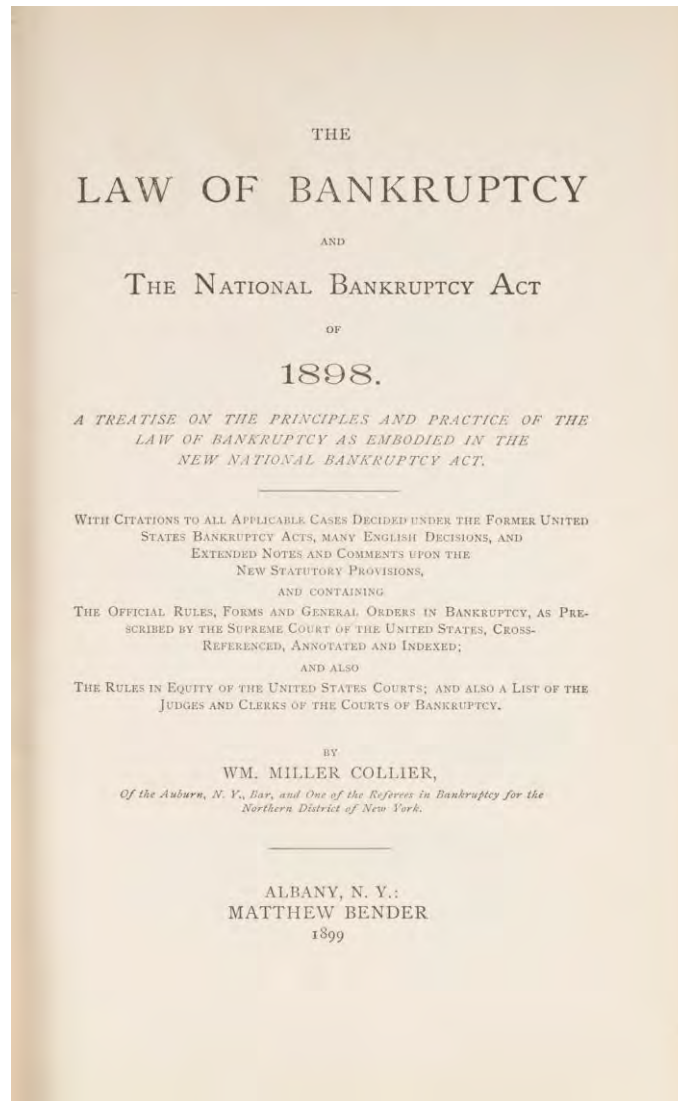 THE
LAW OF BANKRUPTCY
AND
THE NATIONAL BANKRUPTCY ACT
OF
1898.
A TREATISE ON THE PRINCIPLES AND PRACTICE OF THE
LAW OF BANKRUPTCY AS EMBODIED IN THE
NEW NATIONAL BANKRUPTCY ACT.
WITH CITATIONS TO ALL APPLICABLE CASES DECIDED UNDER THE FORMER UNITED
STATES BANKRUPTCY ACTS, MANY ENGLISH DECISIONS, AND
EXTENDED NOTES AND COMMENTS UPON THE
NEW STATUTORY PROVISIONS,
AND CONTAINING
THE OFFICIAL RULES, FORMS AND GENERAL ORDERS IN BANKRUPTCY, AS PRE-
SCRIBED BY THE SUPREME COURT OF THE UNITED STATES, CROSS-
REFERENCED, ANNOTATED AND INDEXED;
AND ALSO
THE RULES IN EQUITY OF THE UNITED STATES COURTS; AND ALSO A LIST OF THE
JUDGES AND CLERKS OF THE COURTS OF BANKRUPTCY.
BY
WM. MILLER COLLIER,
Of the Auburn, N. Y., Bar, and One of the Referees in Bankruptcy for the
Northern District of New York.
ALBANY, N. Y.:
MATTHEW BENDER
1899